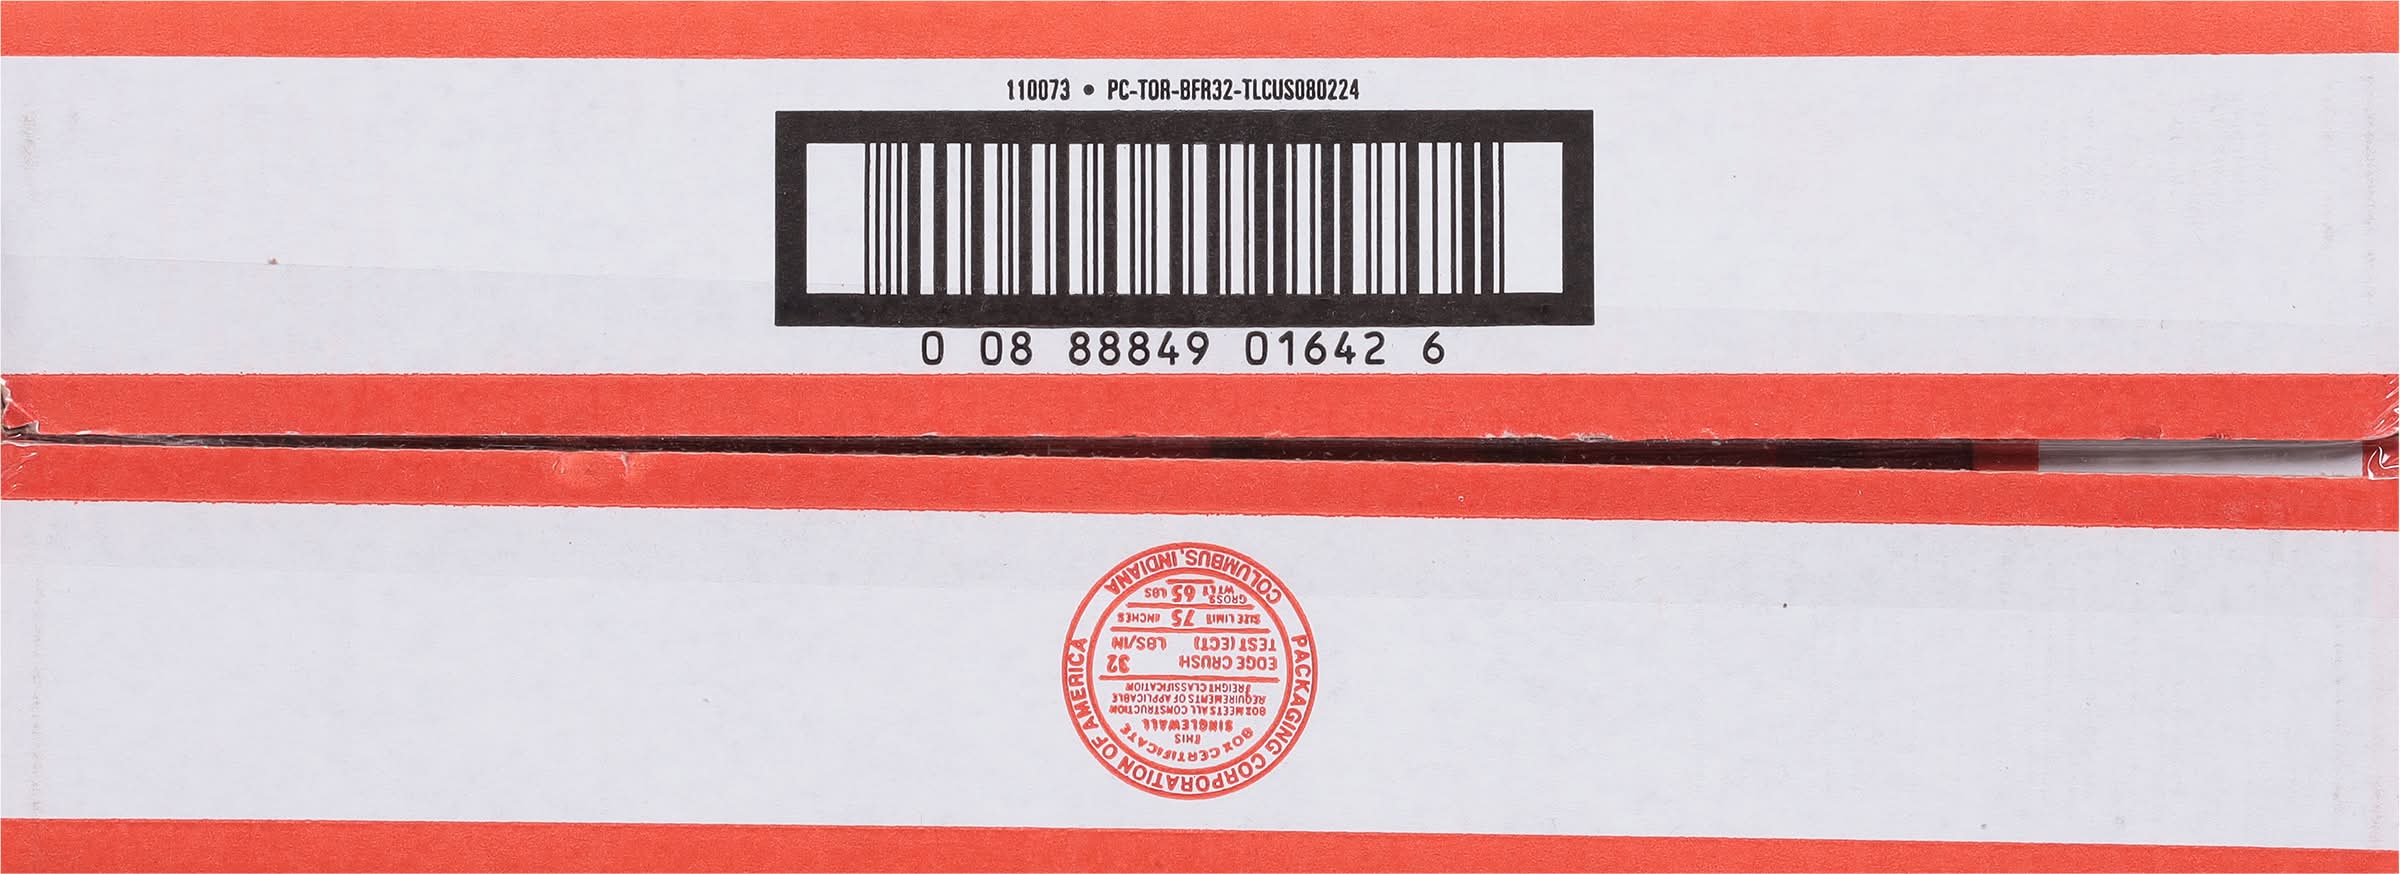 110073 • PC-TOR-BFR32-TLCUS080224
0 08 88849 01642 6
PACKAGING CORPORATION OF AMERICA
BOX CERTIFICATE
THIS
SINGLEWALL
BOX MEETS ALL CONSTRUCTION
REQUIREMENTS OF APPLICABLE
FREIGHT CLASSIFICATION
EDGE CRUSH 32
TEST (ECT) LBS/IN
SIZE LIMIT 75 INCHES
GROSS
WT LT 65 LBS
COLUMBUS, INDIANA